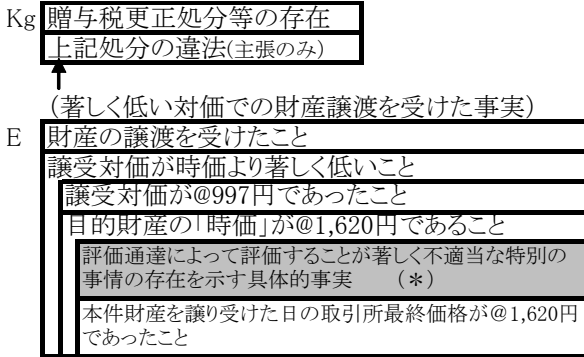 Kg 贈与税更正処分等の存在
上記処分の違法(主張のみ)
(著しく低い対価での財産譲渡を受けた事実)
E 財産の譲渡を受けたこと
譲受対価が時価より著しく低いこと
譲受対価が@997円であったこと
目的財産の「時価」が@1,620円であること
評価通達によって評価することが著しく不適当な特別の
事情の存在を示す具体的事実 (*)
本件財産を譲り受けた日の取引所最終価格が@1,620円
であったこと